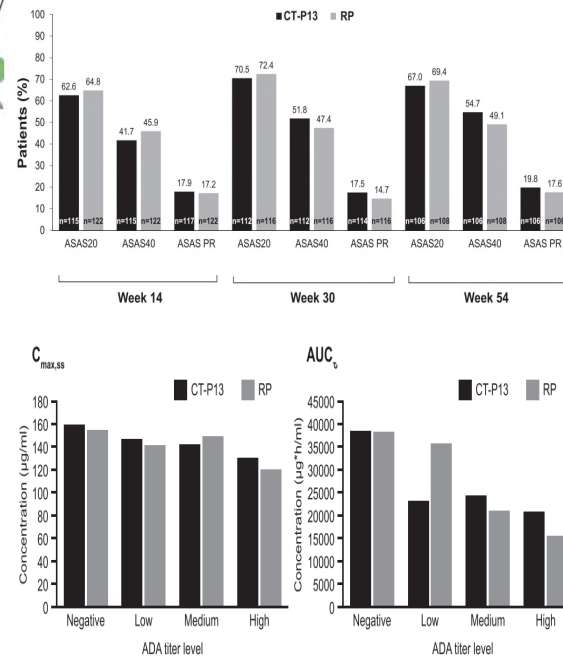 CT-P13 RP
Patients (%)
100
90
80
70
60
50
40
30
20
10
0
62.6 64.8 41.7 45.9 17.9 17.2 70.5 72.4 51.8 47.4 17.5 14.7 67.0 69.4 54.7 49.1 19.8 17.6
n=115 n=122 n=115 n=122 n=117 n=122 n=112 n=116 n=112 n=116 n=114 n=116 n=106 n=108 n=106 n=108 n=106 n=108
ASAS20 ASAS40 ASAS PR ASAS20 ASAS40 ASAS PR ASAS20 ASAS40 ASAS PR
Week 14 Week 30 Week 54
Cmax,ss
CT-P13 RP
Concentration (µg/ml)
180
160
140
120
100
80
60
40
20
0
Negative Low Medium High
ADA titer level
AUCτ
CT-P13 RP
Concentration (µg*h/ml)
45000
40000
35000
30000
25000
20000
15000
10000
5000
0
Negative Low Medium High
ADA titer level